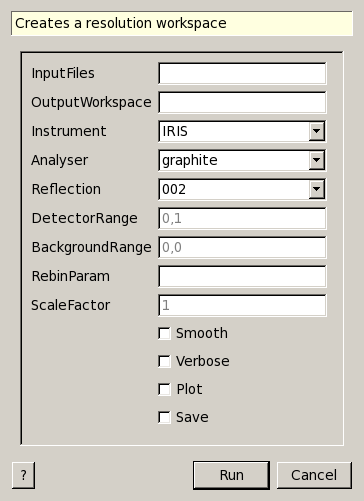 Creates a resolution workspace
InputFiles
OutputWorkspace
Instrument IRIS
Analyser graphite
Reflection 002
DetectorRange 0,1
BackgroundRange 0,0
RebinParam
ScaleFactor 1
Smooth
Verbose
Plot
Save
? Run Cancel